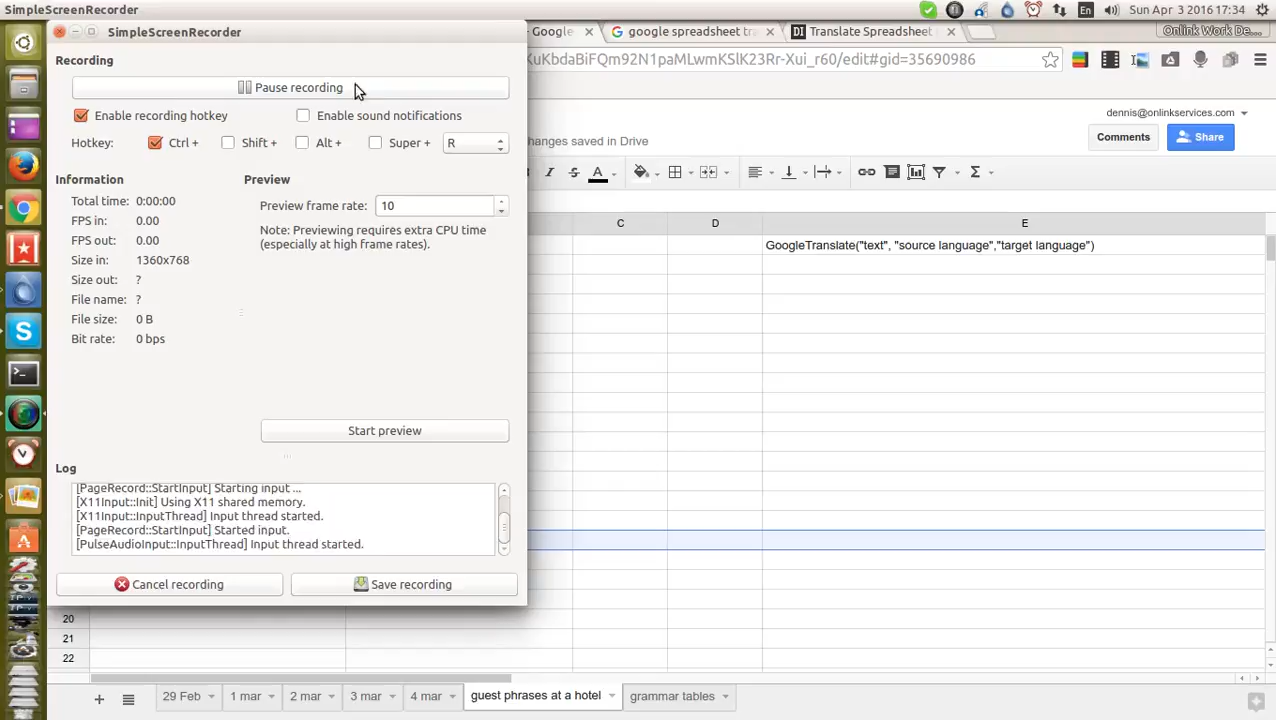 SimpleScreenRecorder
En
Sun Apr 3 2016 17:34
SimpleScreenRecorder
- Google
google spreadsheet tra
Translate Spreadsheet
Onlink Work De...
KuKbdaBiFQm92N1paMLwmKSlK23Rr-Xui_r60/edit#gid=35690986
dennis@onlinkservices.com
hanges saved in Drive
Comments
Share
Recording
Pause recording
Enable recording hotkey
Enable sound notifications
Hotkey:
Ctrl +
Shift +
Alt +
Super +
R
Information
Total time: 0:00:00
FPS in: 0.00
FPS out: 0.00
Size in: 1360x768
Size out: ?
File name: ?
File size: 0 B
Bit rate: 0 bps
Preview
Preview frame rate: 10
Note: Previewing requires extra CPU time
(especially at high frame rates).
Start preview
Log
[PageRecord::StartInput] Starting input ...
[X11Input::Init] Using X11 shared memory.
[X11Input::InputThread] Input thread started.
[PageRecord::StartInput] Started input.
[PulseAudioInput::InputThread] Input thread started.
Cancel recording
Save recording
C
D
E
GoogleTranslate("text", "source language","target language")
20
21
22
29 Feb
1 mar
2 mar
3 mar
4 mar
guest phrases at a hotel
grammar tables